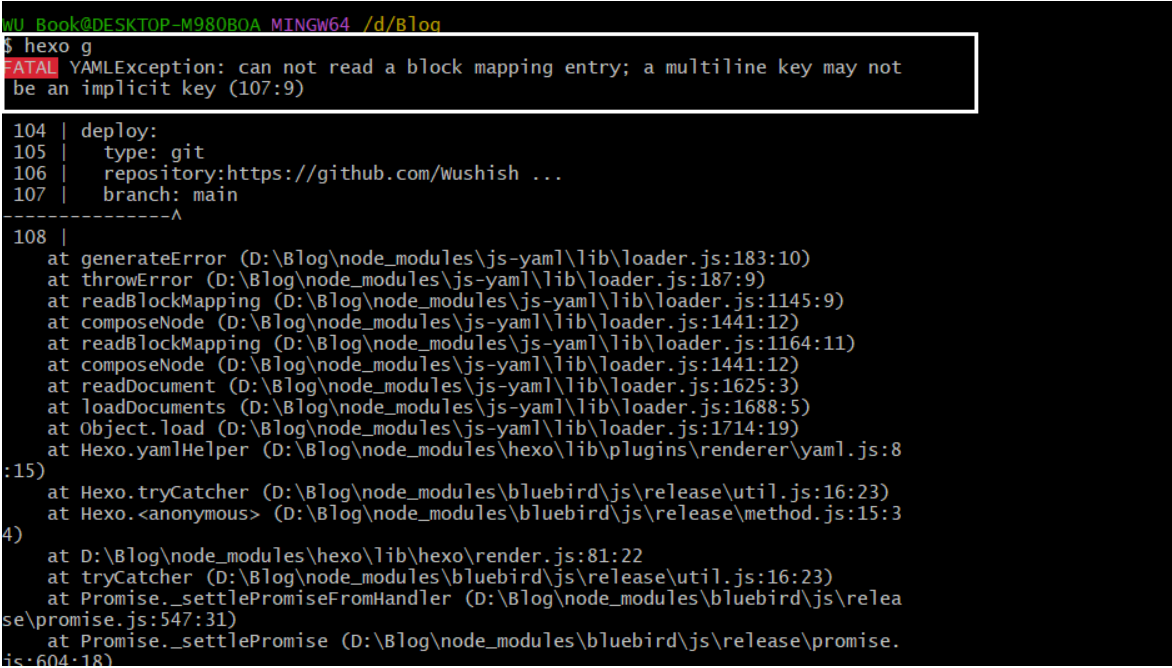 WU Book@DESKTOP-M980BOA MINGW64 /d/Blog
$ hexo g
FATAL YAMLException: can not read a block mapping entry; a multiline key may not
be an implicit key (107:9)
104 | deploy:
105 |   type: git
106 |   repository:https://github.com/Wushish ...
107 |   branch: main
---------------^
108 |
    at generateError (D:\Blog\node_modules\js-yaml\lib\loader.js:183:10)
    at throwError (D:\Blog\node_modules\js-yaml\lib\loader.js:187:9)
    at readBlockMapping (D:\Blog\node_modules\js-yaml\lib\loader.js:1145:9)
    at composeNode (D:\Blog\node_modules\js-yaml\lib\loader.js:1441:12)
    at readBlockMapping (D:\Blog\node_modules\js-yaml\lib\loader.js:1164:11)
    at composeNode (D:\Blog\node_modules\js-yaml\lib\loader.js:1441:12)
    at readDocument (D:\Blog\node_modules\js-yaml\lib\loader.js:1625:3)
    at loadDocuments (D:\Blog\node_modules\js-yaml\lib\loader.js:1688:5)
    at Object.load (D:\Blog\node_modules\js-yaml\lib\loader.js:1714:19)
    at Hexo.yamlHelper (D:\Blog\node_modules\hexo\lib\plugins\renderer\yaml.js:8
:15)
    at Hexo.tryCatcher (D:\Blog\node_modules\bluebird\js\release\util.js:16:23)
    at Hexo.<anonymous> (D:\Blog\node_modules\bluebird\js\release\method.js:15:3
4)
    at D:\Blog\node_modules\hexo\lib\hexo\render.js:81:22
    at tryCatcher (D:\Blog\node_modules\bluebird\js\release\util.js:16:23)
    at Promise._settlePromiseFromHandler (D:\Blog\node_modules\bluebird\js\relea
se\promise.js:547:31)
    at Promise._settlePromise (D:\Blog\node_modules\bluebird\js\release\promise.
js:604:18)